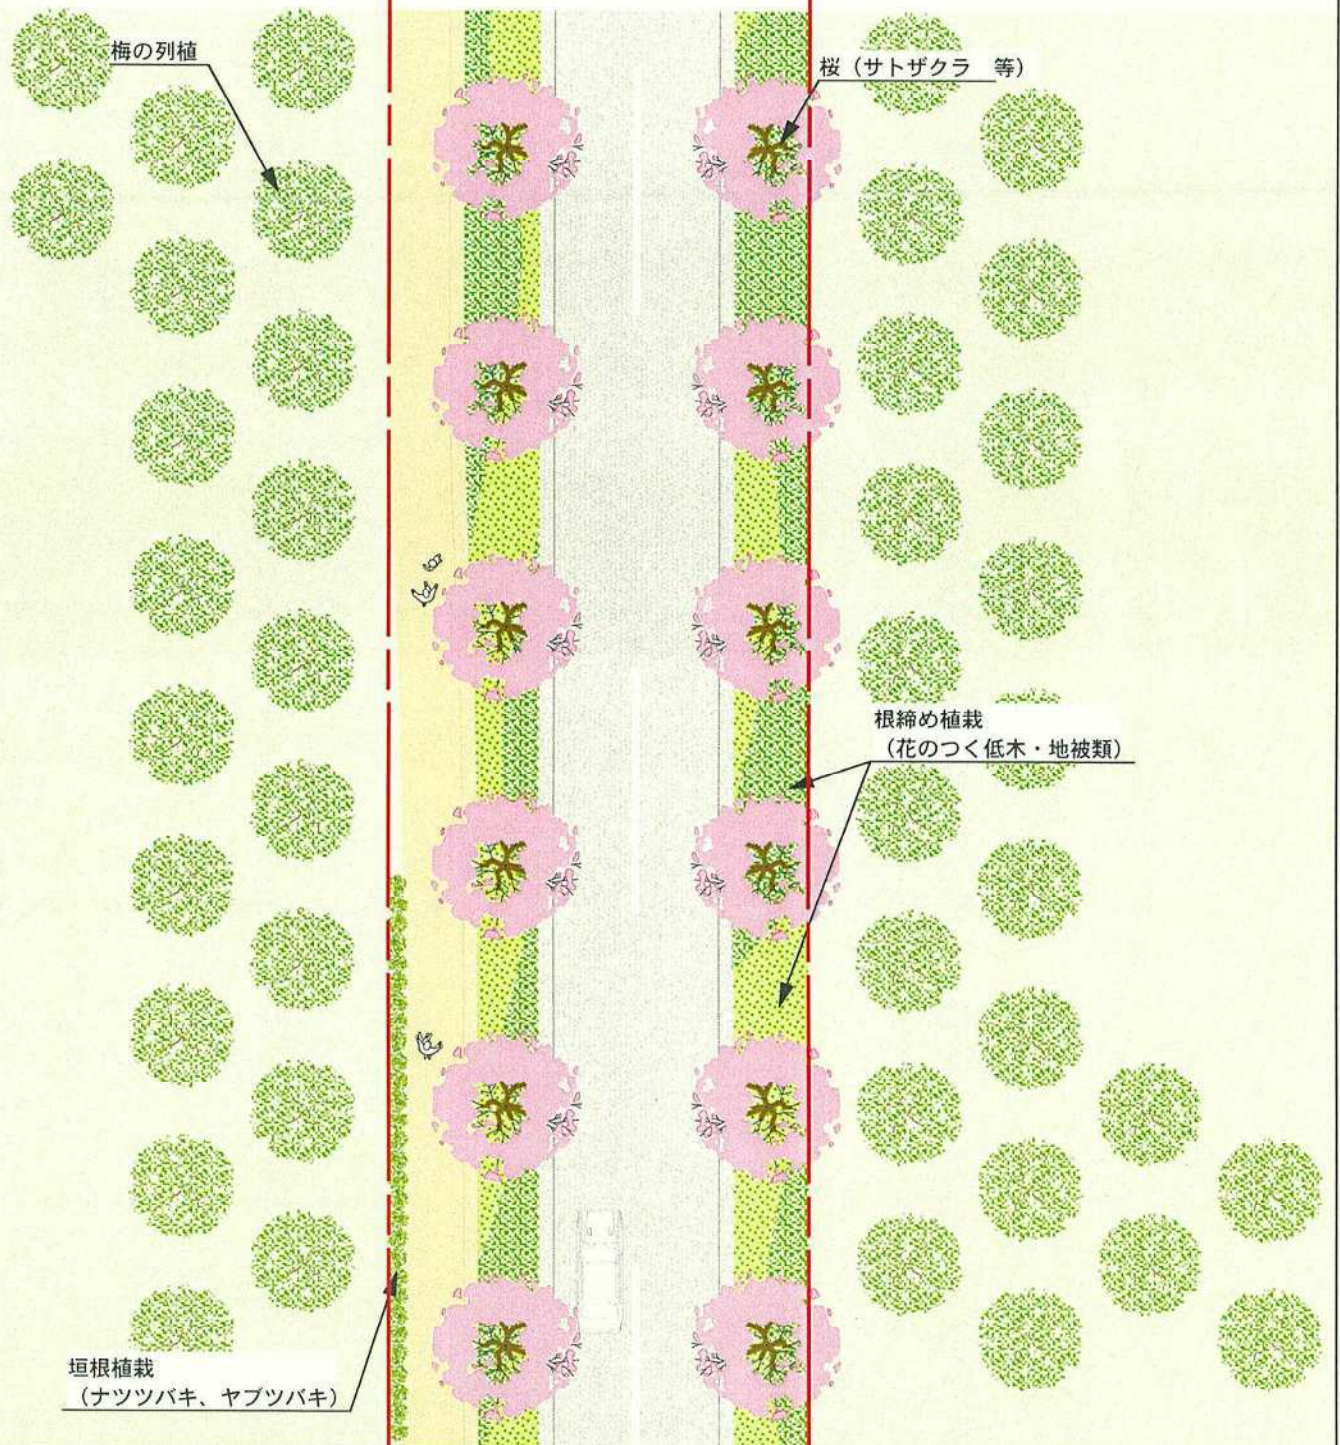 梅の列植
桜（サトザクラ　等）
根締め植栽
（花のつく低木・地被類）
垣根植栽
（ナツツバキ、ヤブツバキ）